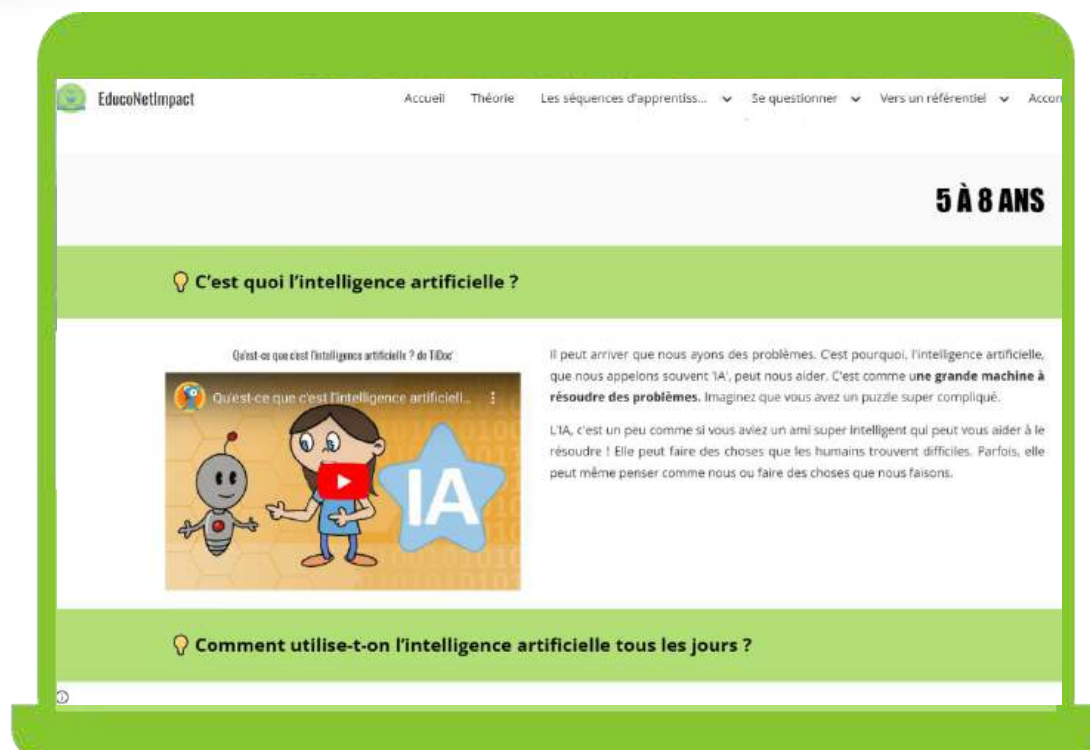 EducoNetImpact
Accueil Théorie Les séquences d'apprentiss... Se questionner Vers un référentiel Accon
5 À 8 ANS
C'est quoi l'intelligence artificielle ?
Qu'est-ce que c'est l'intelligence artificielle ? de TiDoc'
Qu'est-ce que c'est l'intelligence artificiell...
IA
Il peut arriver que nous ayons des problèmes. C'est pourquoi, l'intelligence artificielle,
que nous appelons souvent 'IA', peut nous aider. C'est comme une grande machine à
résoudre des problèmes. Imaginez que vous avez un puzzle super compliqué.
L'IA, c'est un peu comme si vous aviez un ami super intelligent qui peut vous aider à le
résoudre ! Elle peut faire des choses que les humains trouvent difficiles. Parfois, elle
peut même penser comme nous ou faire des choses que nous faisons.
Comment utilise-t-on l'intelligence artificielle tous les jours ?